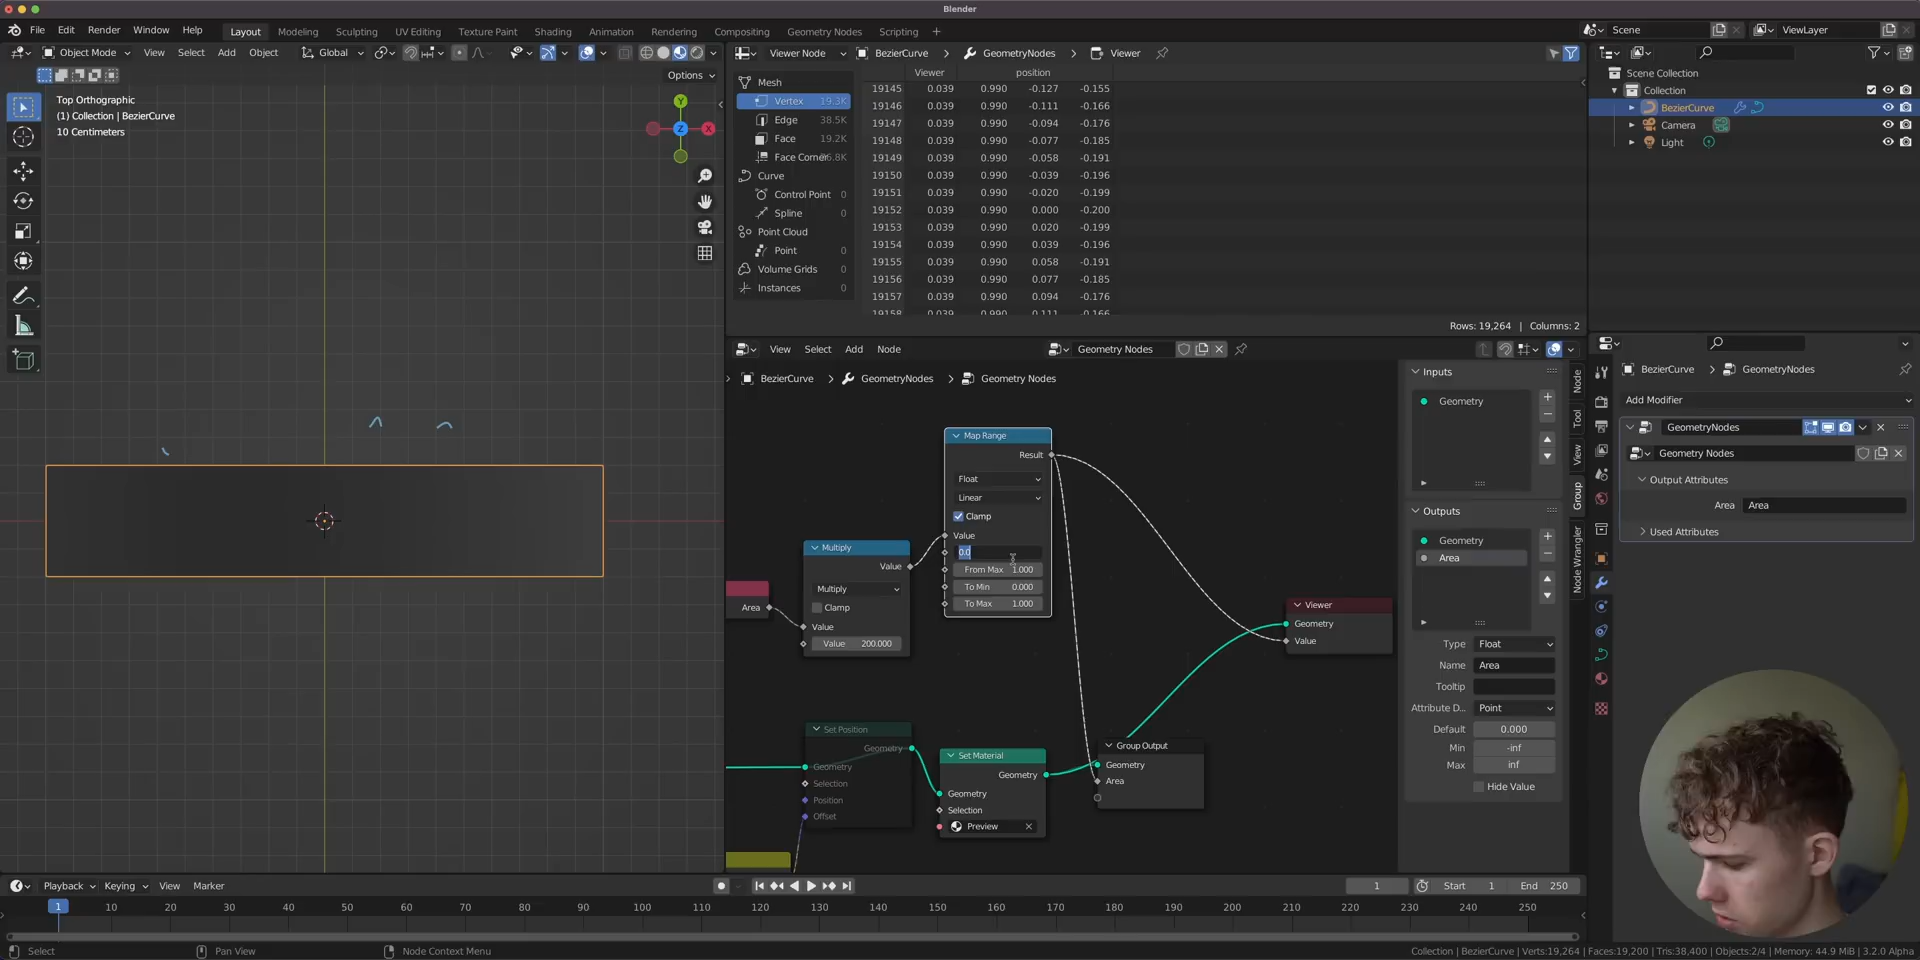 Blender
File Edit Render Window Help Layout Modeling Sculpting UV Editing Texture Paint Shading Animation Rendering Compositing Geometry Nodes Scripting + Scene ViewLayer
Object Mode View Select Add Object Global
Options
Top Orthographic
(1) Collection | BezierCurve
10 Centimeters
Y
Z
X
Viewer Node BezierCurve GeometryNodes Viewer
Mesh
Vertex 19.3K
Edge 38.5K
Face 19.2K
Curve
Control Point 0
Spline 0
Point Cloud
Point 0
Volume Grids 0
Instances 0
Viewer position
19145 0.039 0.990 -0.127 -0.155
19146 0.039 0.990 -0.111 -0.166
19147 0.039 0.990 -0.094 -0.176
19148 0.039 0.990 -0.077 -0.185
19149 0.039 0.990 -0.058 -0.191
19150 0.039 0.990 -0.039 -0.196
19151 0.039 0.990 -0.020 -0.199
19152 0.039 0.990 0.000 -0.200
19153 0.039 0.990 0.020 -0.199
19154 0.039 0.990 0.039 -0.196
19155 0.039 0.990 0.058 -0.191
19156 0.039 0.990 0.077 -0.185
19157 0.039 0.990 0.094 -0.176
19158 0.039 0.990 0.111 -0.166
Rows: 19,264 | Columns: 2
Scene Collection
Collection
BezierCurve
Camera
Light
View Select Add Node Geometry Nodes
BezierCurve GeometryNodes Geometry Nodes
Map Range
Result
Float
Linear
Clamp
Value
0.0
From Max 1.000
To Min 0.000
To Max 1.000
Multiply
Value
Multiply
Clamp
Value
Value 200.000
Area
Set Position
Geometry
Geometry
Selection
Position
Offset
Set Material
Geometry
Geometry
Selection
Preview
Group Output
Geometry
Area
Viewer
Geometry
Value
Inputs
Geometry
Outputs
Geometry
Area
Type Float
Name Area
Tooltip
Attribute D... Point
Default 0.000
Min -inf
Max inf
Hide Value
Node
Tool
View
Group
Node Wrangler
BezierCurve GeometryNodes
Add Modifier
GeometryNodes
Geometry Nodes
Output Attributes
Area Area
Used Attributes
Playback Keying View Marker 1 Start 1 End 250
1 10 20 30 40 50 60 70 80 90 100 110 120 130 140 150 160 170 180 190 200 210 220 230 240 250
Select Pan View Node Context Menu Collection | BezierCurve | Verts:19,264 | Faces:19,200 | Tris:38,400 | Objects:2/4 | Memory: 44.9 MiB | 3.2.0 Alpha